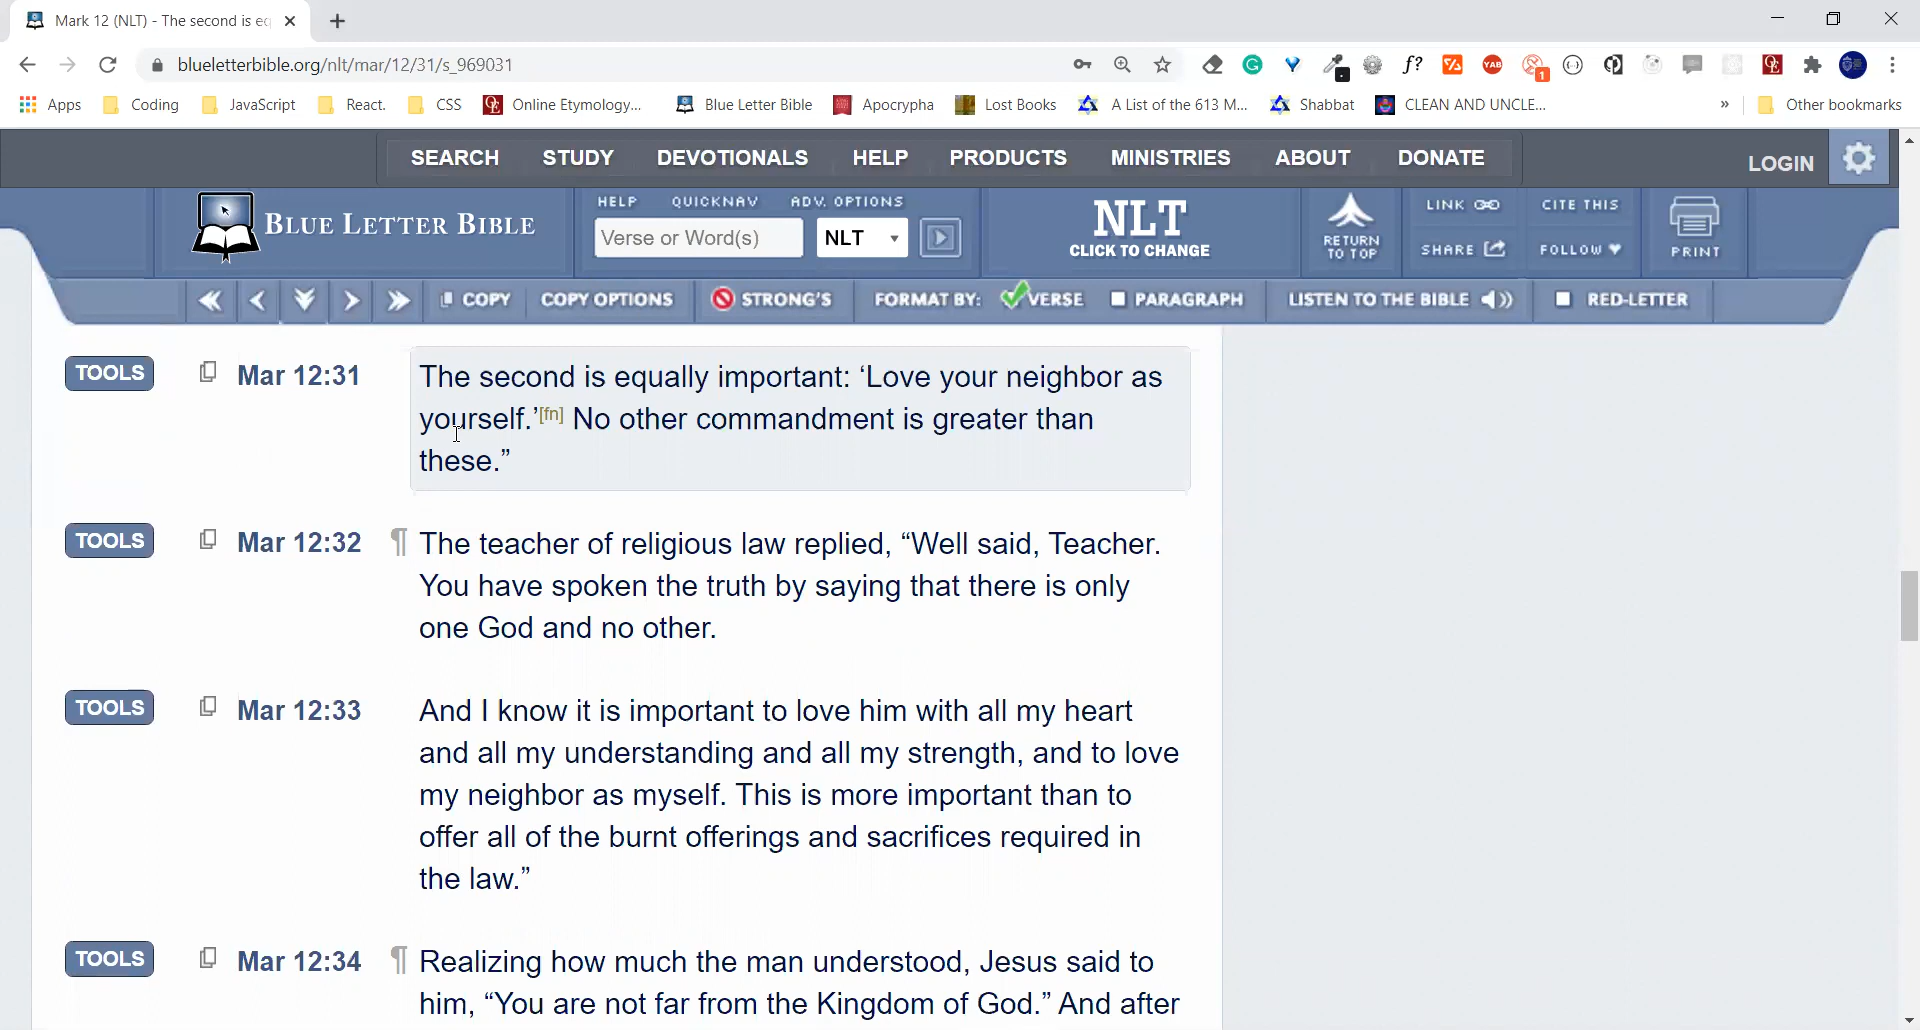 Mark 12 (NLT) - The second is eq
blueletterbible.org/nlt/mar/12/31/s_969031
f?
YAB
1
Apps Coding JavaScript React. CSS Online Etymology... Blue Letter Bible Apocrypha Lost Books A List of the 613 M... Shabbat CLEAN AND UNCLE... » Other bookmarks
SEARCH STUDY DEVOTIONALS HELP PRODUCTS MINISTRIES ABOUT DONATE LOGIN
BLUE LETTER BIBLE
HELP QUICKNAV ADV. OPTIONS
Verse or Word(s) NLT
NLT
CLICK TO CHANGE
RETURN
TO TOP
LINK CITE THIS
SHARE FOLLOW
PRINT
COPY COPY OPTIONS STRONG'S FORMAT BY: VERSE PARAGRAPH LISTEN TO THE BIBLE RED-LETTER
TOOLS Mar 12:31 The second is equally important: ‘Love your neighbor as
yourself.’[fn] No other commandment is greater than
these.”
TOOLS Mar 12:32 ¶ The teacher of religious law replied, “Well said, Teacher.
You have spoken the truth by saying that there is only
one God and no other.
TOOLS Mar 12:33 And I know it is important to love him with all my heart
and all my understanding and all my strength, and to love
my neighbor as myself. This is more important than to
offer all of the burnt offerings and sacrifices required in
the law.”
TOOLS Mar 12:34 ¶ Realizing how much the man understood, Jesus said to
him, “You are not far from the Kingdom of God.” And after